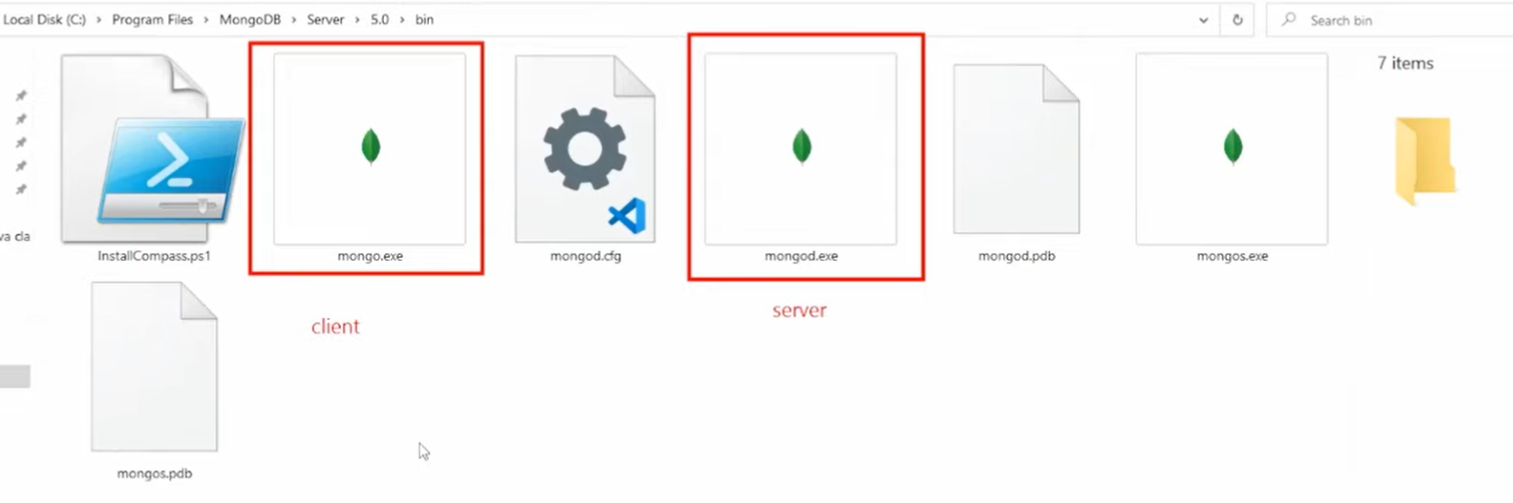 Local Disk (C:) › Program Files › MongoDB › Server › 5.0 › bin
Search bin
7 items
InstallCompass.ps1
mongo.exe
mongod.cfg
mongod.exe
mongod.pdb
mongos.exe
client
server
mongos.pdb